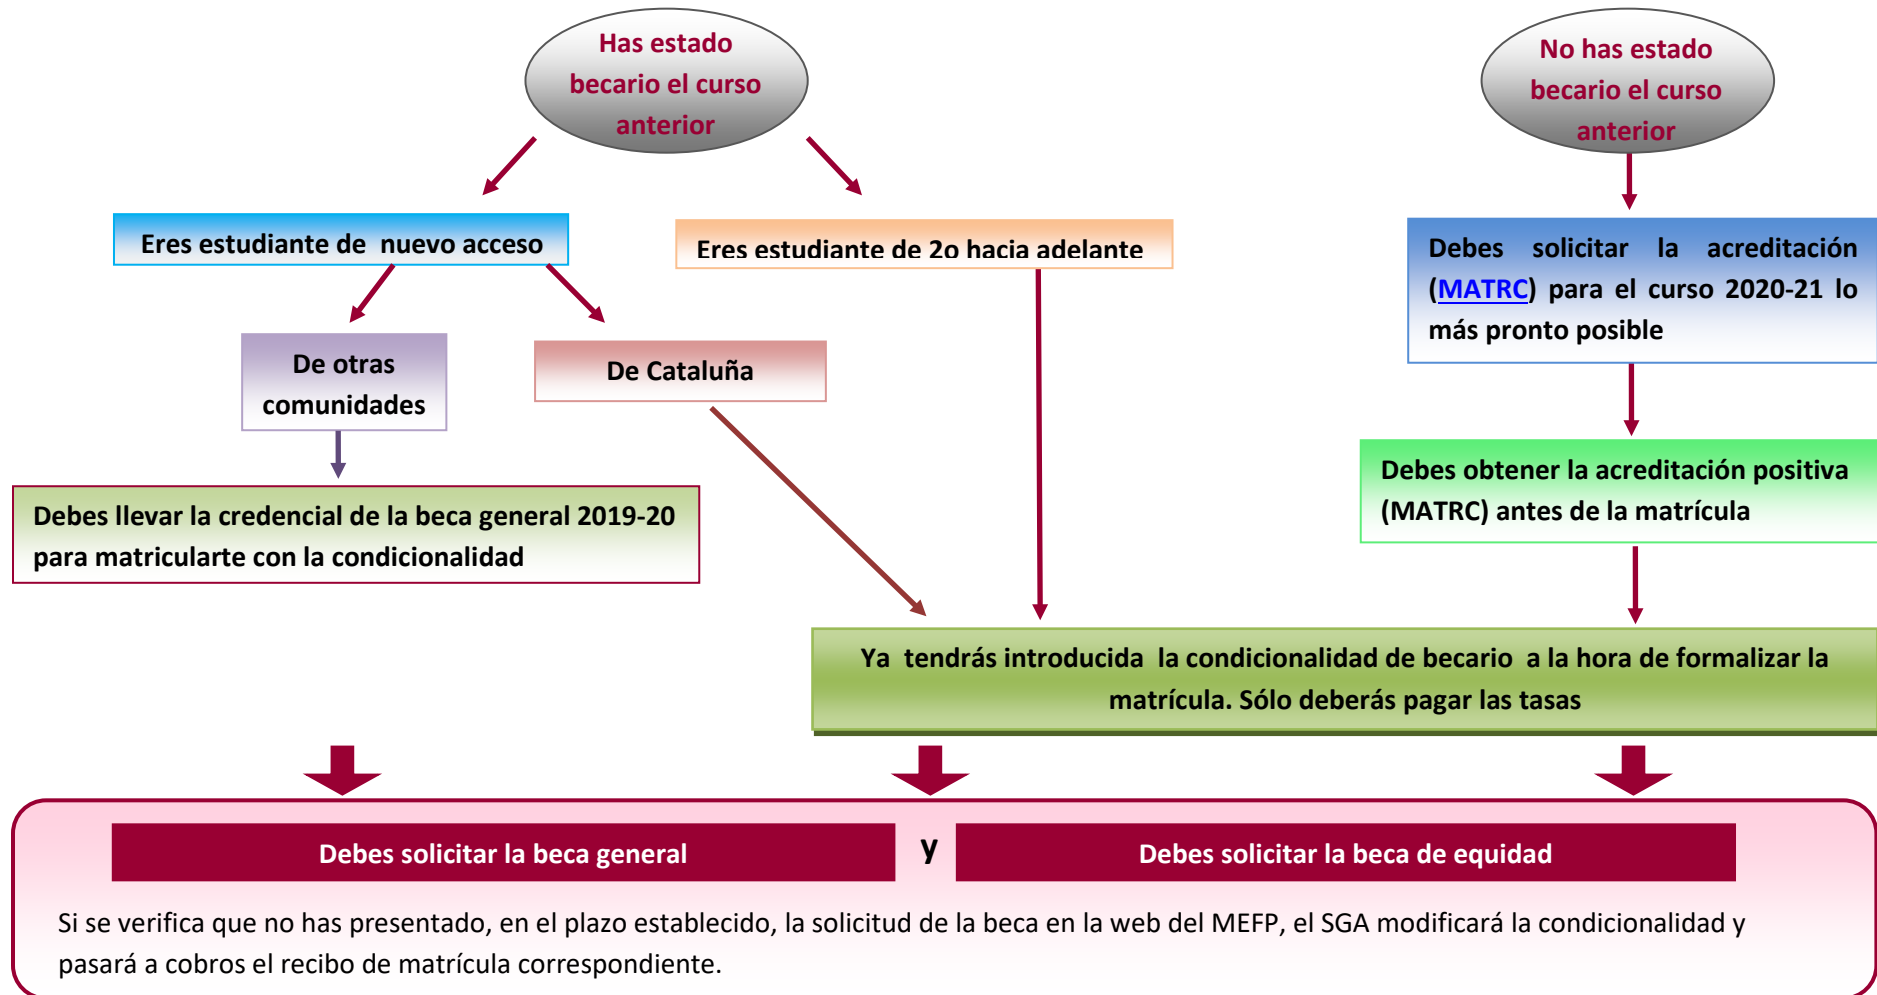 Has estado
becario el curso
anterior
No has estado
becario el curso
anterior
Eres estudiante de nuevo acceso
Eres estudiante de 2o hacia adelante
Debes solicitar la acreditación
(MATRC) para el curso 2020-21 lo
más pronto posible
De otras
comunidades
De Cataluña
Debes obtener la acreditación positiva
(MATRC) antes de la matrícula
Debes llevar la credencial de la beca general 2019-20
para matricularte con la condicionalidad
Ya tendrás introducida la condicionalidad de becario a la hora de formalizar la
matrícula. Sólo deberás pagar las tasas
Debes solicitar la beca general
y
Debes solicitar la beca de equidad
Si se verifica que no has presentado, en el plazo establecido, la solicitud de la beca en la web del MEFP, el SGA modificará la condicionalidad y
pasará a cobros el recibo de matrícula correspondiente.